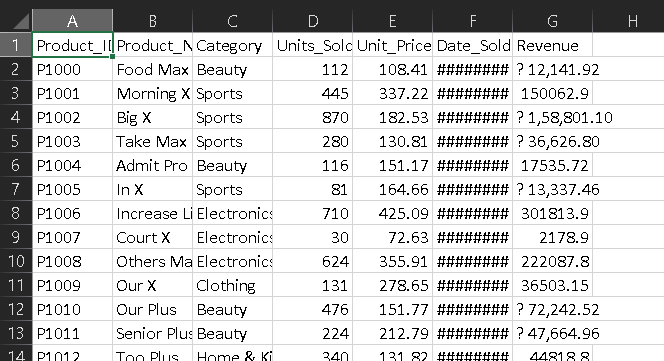 A B C D E F G H
1 Product_ID Product_N Category Units_Sold Unit_Price Date_Sold Revenue
2 P1000 Food Max Beauty 112 108.41 ######## ? 12,141.92
3 P1001 Morning X Sports 445 337.22 ######## 150062.9
4 P1002 Big X Sports 870 182.53 ######## ? 1,58,801.10
5 P1003 Take Max Sports 280 130.81 ######## ? 36,626.80
6 P1004 Admit Pro Beauty 116 151.17 ######## 17535.72
7 P1005 In X Sports 81 164.66 ######## ? 13,337.46
8 P1006 Increase Li Electronics 710 425.09 ######## 301813.9
9 P1007 Court X Electronics 30 72.63 ######## 2178.9
10 P1008 Others Ma Electronics 624 355.91 ######## 222087.8
11 P1009 Our X Clothing 131 278.65 ######## 36503.15
12 P1010 Our Plus Beauty 476 151.77 ######## ? 72,242.52
13 P1011 Senior Plus Beauty 224 212.79 ######## ? 47,664.96
14 P1012 Too Plus Home & Ki 340 131.82 ######## 44818.8